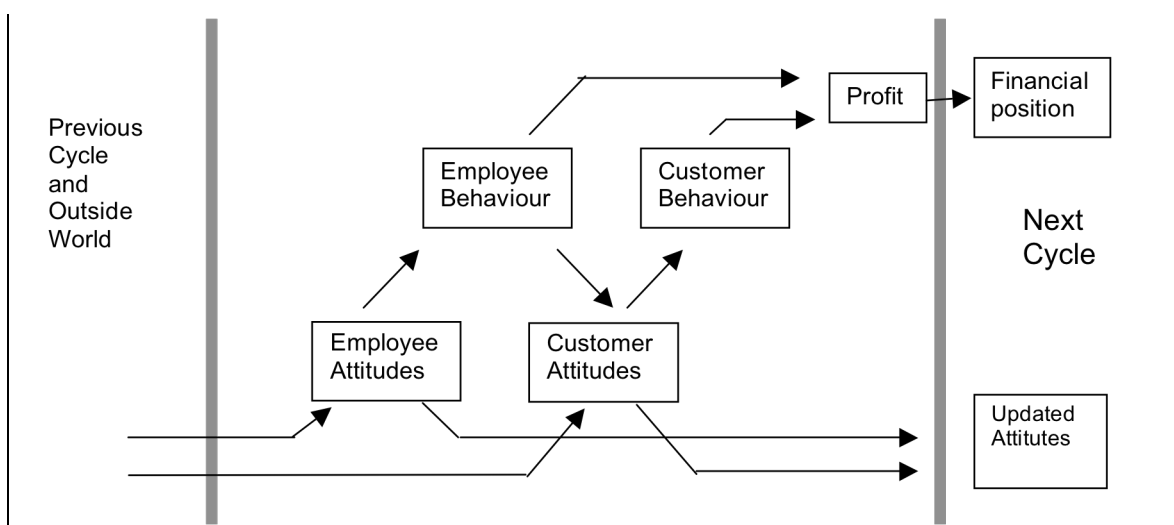 Previous
Cycle
and
Outside
World
Employee
Behaviour
Customer
Behaviour
Profit
Financial
position
Next
Cycle
Employee
Attitudes
Customer
Attitudes
Updated
Attitutes